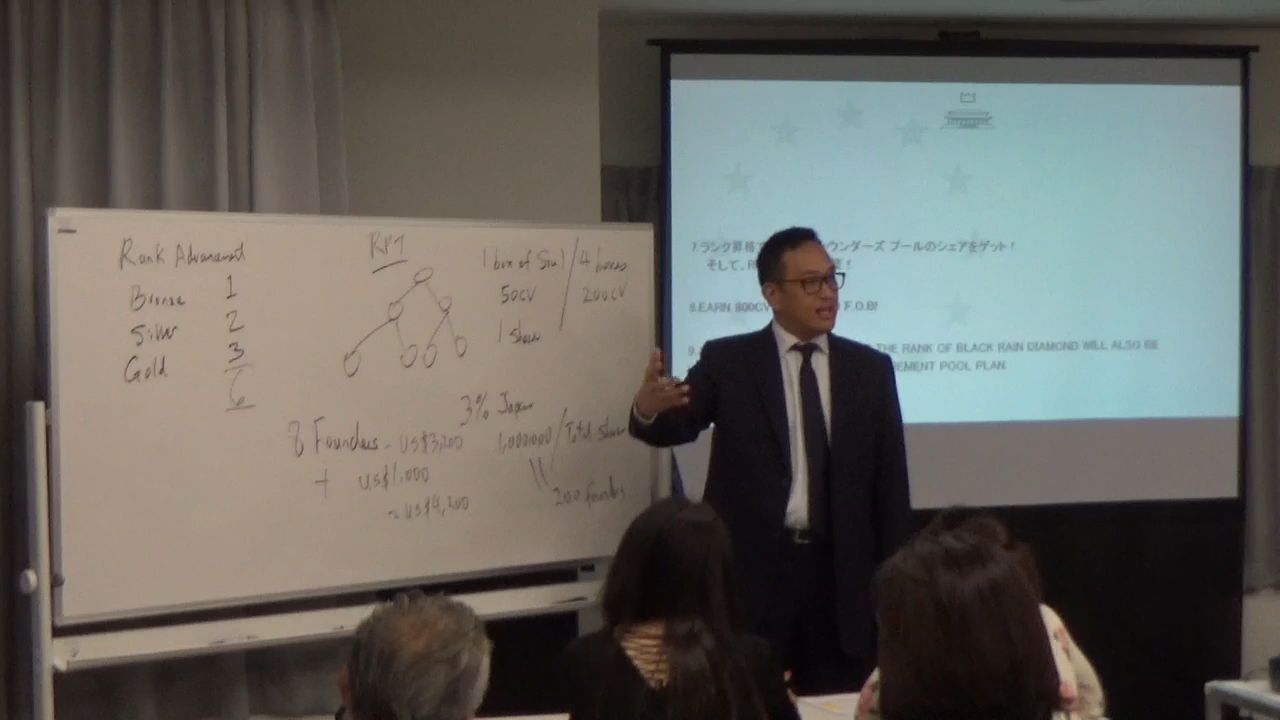 Rank Advancement
Bronze 1
Silver 2
Gold 3
6
1 box of Soul / 4 boxes
50CV 200CV
1 share
3% Japan
8 Founders - US$3,200
+ US$1,000
= US$4,200
1,000,000 / Total Shares
200 Founders
7.ランク昇格 ウンダーズ プールのシェアをゲット!
そして、
8.EARN 800CV F.O.B!
9. THE RANK OF BLACK RAIN DIAMOND WILL ALSO BE
REMENT POOL PLAN.